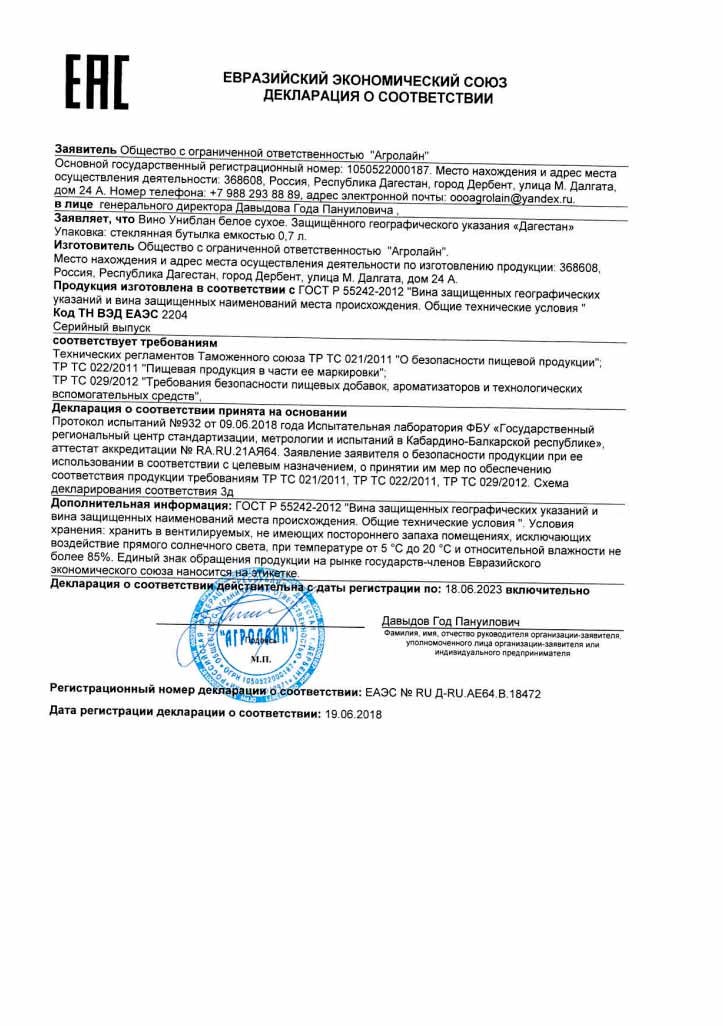 ЕАС
ЕВРАЗИЙСКИЙ ЭКОНОМИЧЕСКИЙ СОЮЗ
ДЕКЛАРАЦИЯ О СООТВЕТСТВИИ
Заявитель Общество с ограниченной ответственностью "Агролайн"
Основной государственный регистрационный номер: 1050522000187. Место нахождения и адрес места
осуществления деятельности: 368608, Россия, Республика Дагестан, город Дербент, улица М. Далгата,
дом 24 А. Номер телефона: +7 988 293 88 89, адрес электронной почты: oooagrolain@yandex.ru.
в лице генерального директора Давыдова Года Пануиловича ,
Заявляет, что Вино Униблан белое сухое. Защищённого географического указания «Дагестан»
Упаковка: стеклянная бутылка емкостью 0,7 л.
Изготовитель Общество с ограниченной ответственностью "Агролайн".
Место нахождения и адрес места осуществления деятельности по изготовлению продукции: 368608,
Россия, Республика Дагестан, город Дербент, улица М. Далгата, дом 24 А.
Продукция изготовлена в соответствии с ГОСТ Р 55242-2012 "Вина защищенных географических
указаний и вина защищенных наименований места происхождения. Общие технические условия "
Код ТН ВЭД ЕАЭС 2204
Серийный выпуск
соответствует требованиям
Технических регламентов Таможенного союза ТР ТС 021/2011 "О безопасности пищевой продукции";
ТР ТС 022/2011 "Пищевая продукция в части ее маркировки";
ТР ТС 029/2012 "Требования безопасности пищевых добавок, ароматизаторов и технологических
вспомогательных средств",
Декларация о соответствии принята на основании
Протокол испытаний №932 от 09.06.2018 года Испытательная лаборатория ФБУ «Государственный
региональный центр стандартизации, метрологии и испытаний в Кабардино-Балкарской республике»,
аттестат аккредитации № RA.RU.21АЯ64. Заявление заявителя о безопасности продукции при ее
использовании в соответствии с целевым назначением, о принятии им мер по обеспечению
соответствия продукции требованиям ТР ТС 021/2011, ТР ТС 022/2011, ТР ТС 029/2012. Схема
декларирования соответствия 3д
Дополнительная информация: ГОСТ Р 55242-2012 "Вина защищенных географических указаний и
вина защищенных наименований места происхождения. Общие технические условия ". Условия
хранения: хранить в вентилируемых, не имеющих постороннего запаха помещениях, исключающих
воздействие прямого солнечного света, при температуре от 5 °С до 20 °С и относительной влажности не
более 85%. Единый знак обращения продукции на рынке государств-членов Евразийского
экономического союза наносится на этикетке.
Декларация о соответствии действительна с даты регистрации по: 18.06.2023 включительно
"АГРОЛАЙН"
Подпись
М.П.
ОГРН 1050522000187
Давыдов Год Пануилович
Фамилия, имя, отчество руководителя организации-заявителя,
уполномоченного лица организации-заявителя или
индивидуального предпринимателя
Регистрационный номер декларации о соответствии: ЕАЭС № RU Д-RU.АЕ64.В.18472
Дата регистрации декларации о соответствии: 19.06.2018